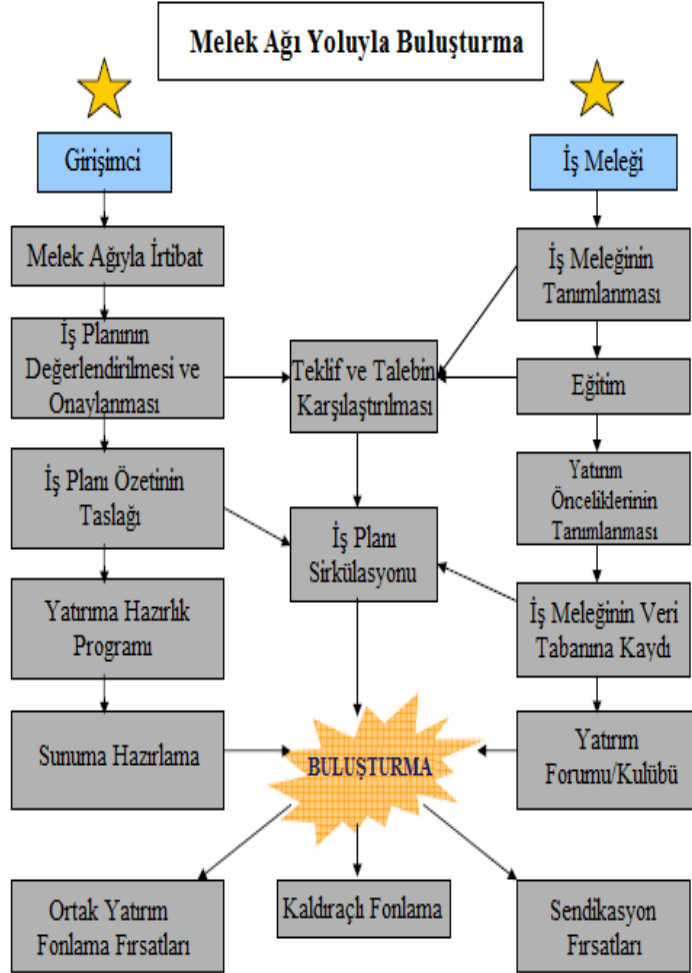 Melek Ağı Yoluyla Buluşturma
Girişimci
İş Meleği
Melek Ağıyla İrtibat
İş Meleğinin
Tanımlanması
İş Planının
Değerlendirilmesi ve
Onaylanması
Teklif ve Talebin
Karşılaştırılması
Eğitim
İş Planı Özetinin
Taslağı
Yatırım
Önceliklerinin
Tanımlanması
İş Planı
Sirkülasyonu
Yatırıma Hazırlık
Programı
İş Meleğinin Veri
Tabanına Kaydı
Sunuma Hazırlama
BULUŞTURMA
Yatırım
Forumu/Kulübü
Ortak Yatırım
Fonlama Fırsatları
Kaldıraçlı Fonlama
Sendikasyon
Fırsatları